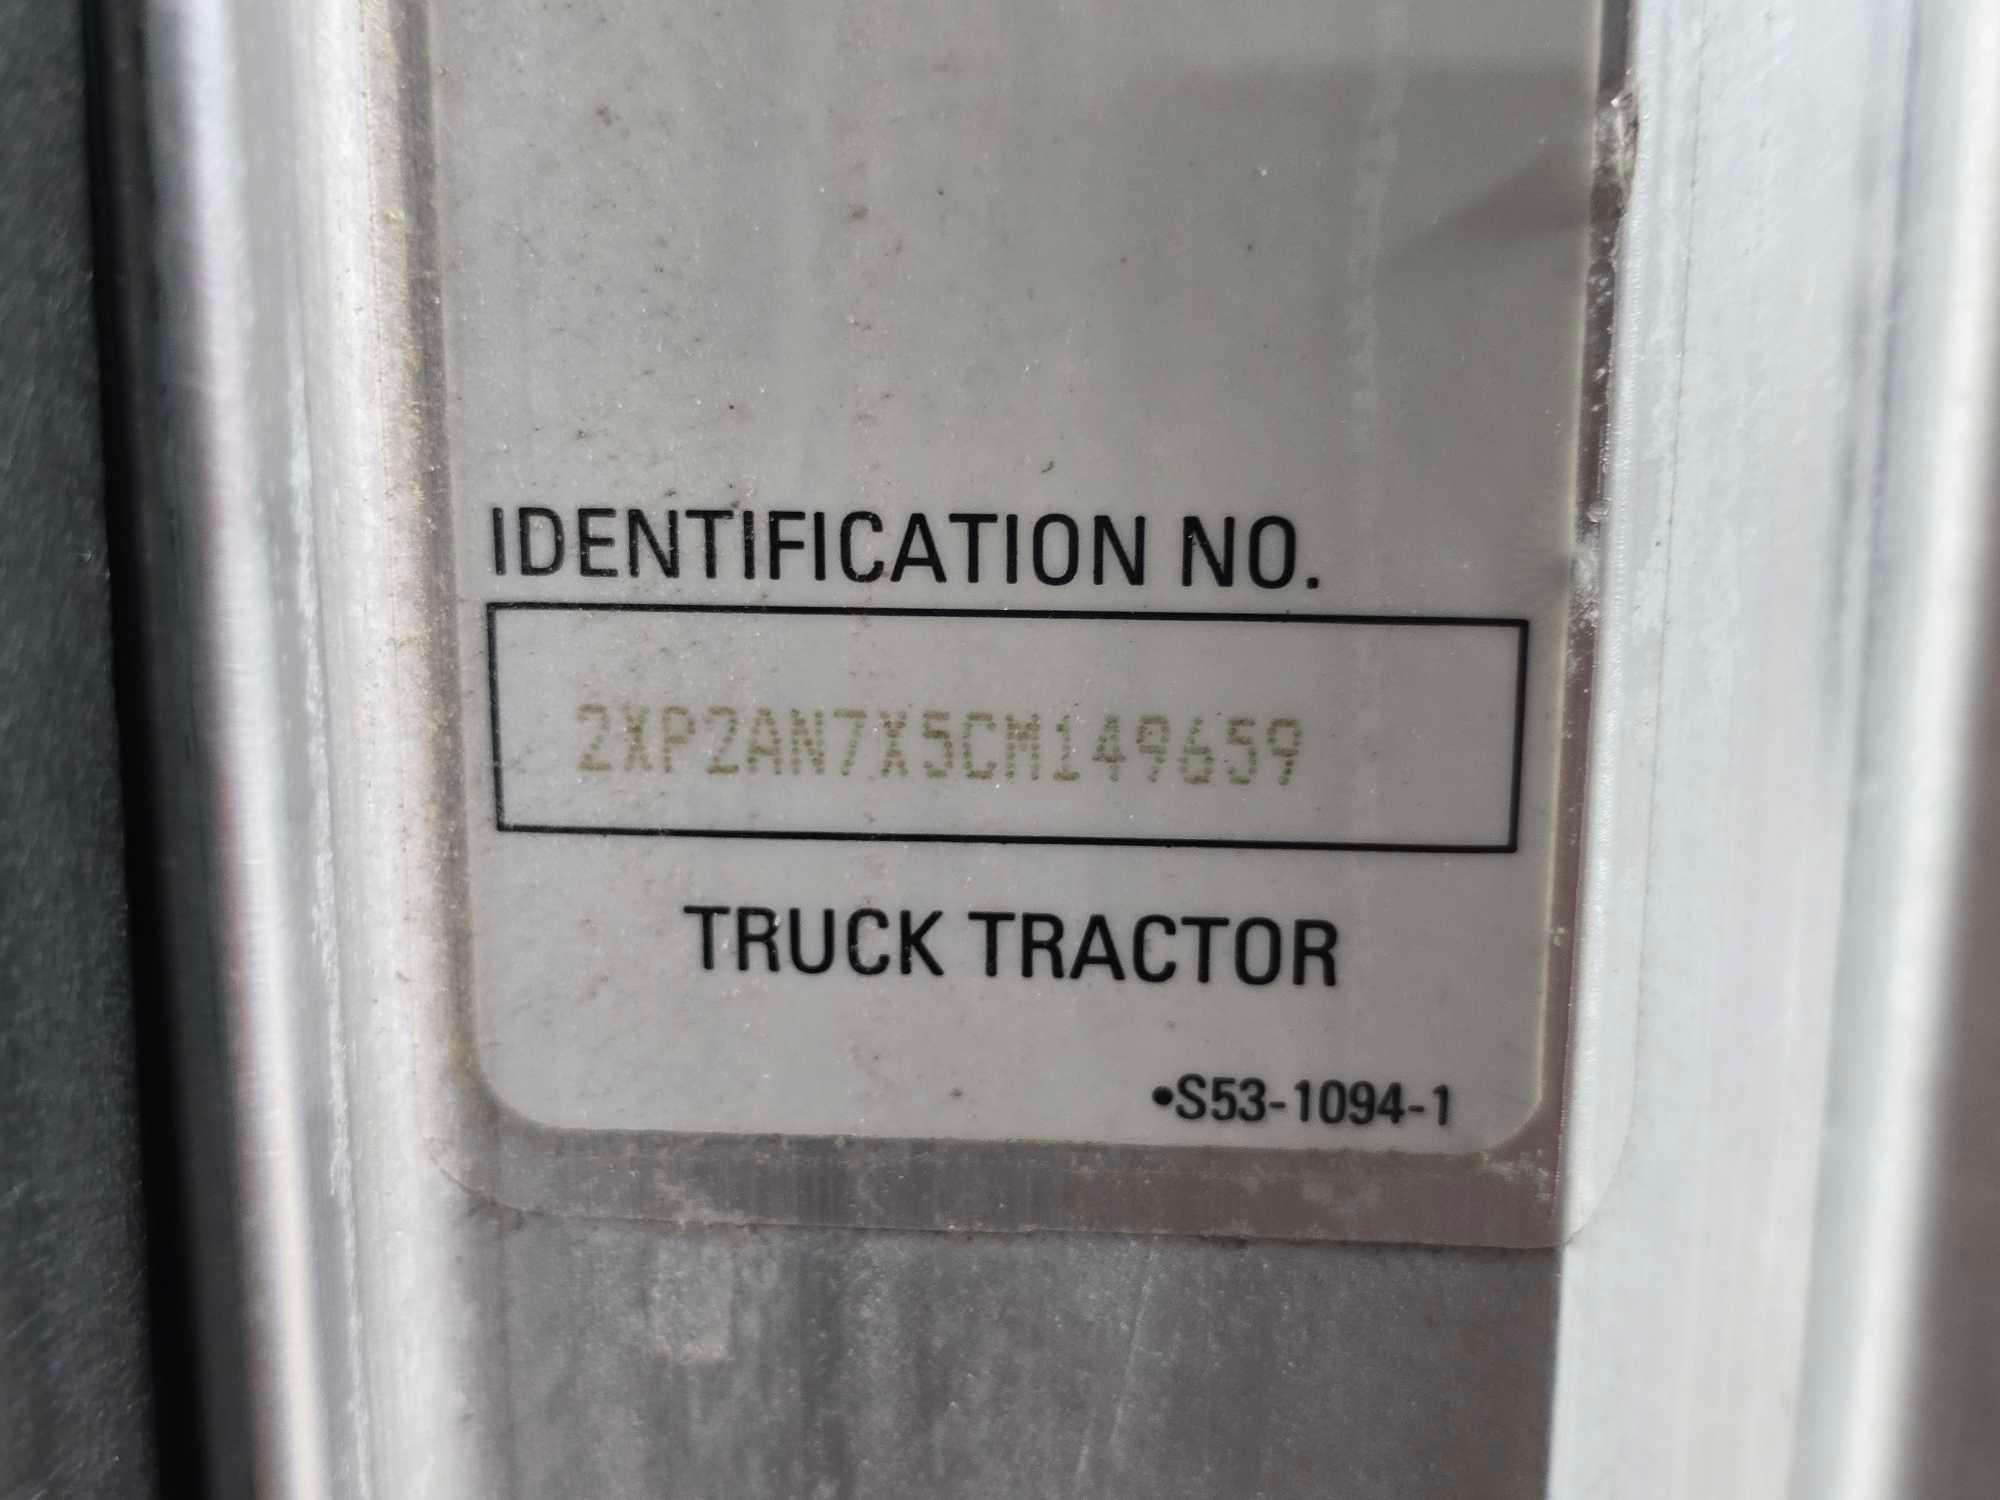 IDENTIFICATION NO.
2XP2AN7X5CM149659
TRUCK TRACTOR
•S53-1094-1